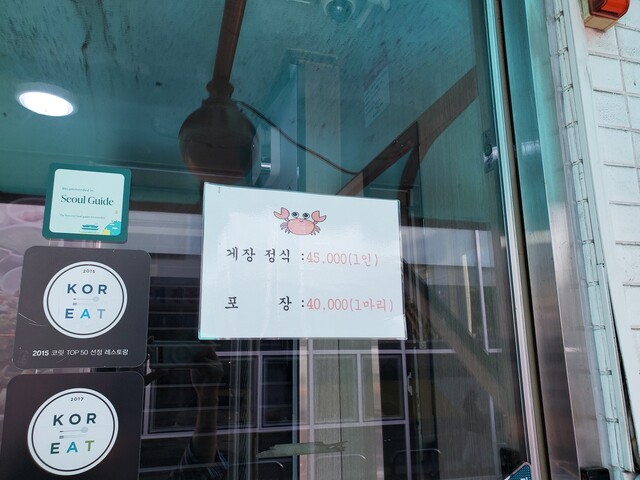 Seoul Guide
게장 정식 : 45,000(1인)
포 장 : 40,000(1마리)
2015
KOR
EAT
2015 코릿 TOP 50 선정 레스토랑
2017
KOR
EAT